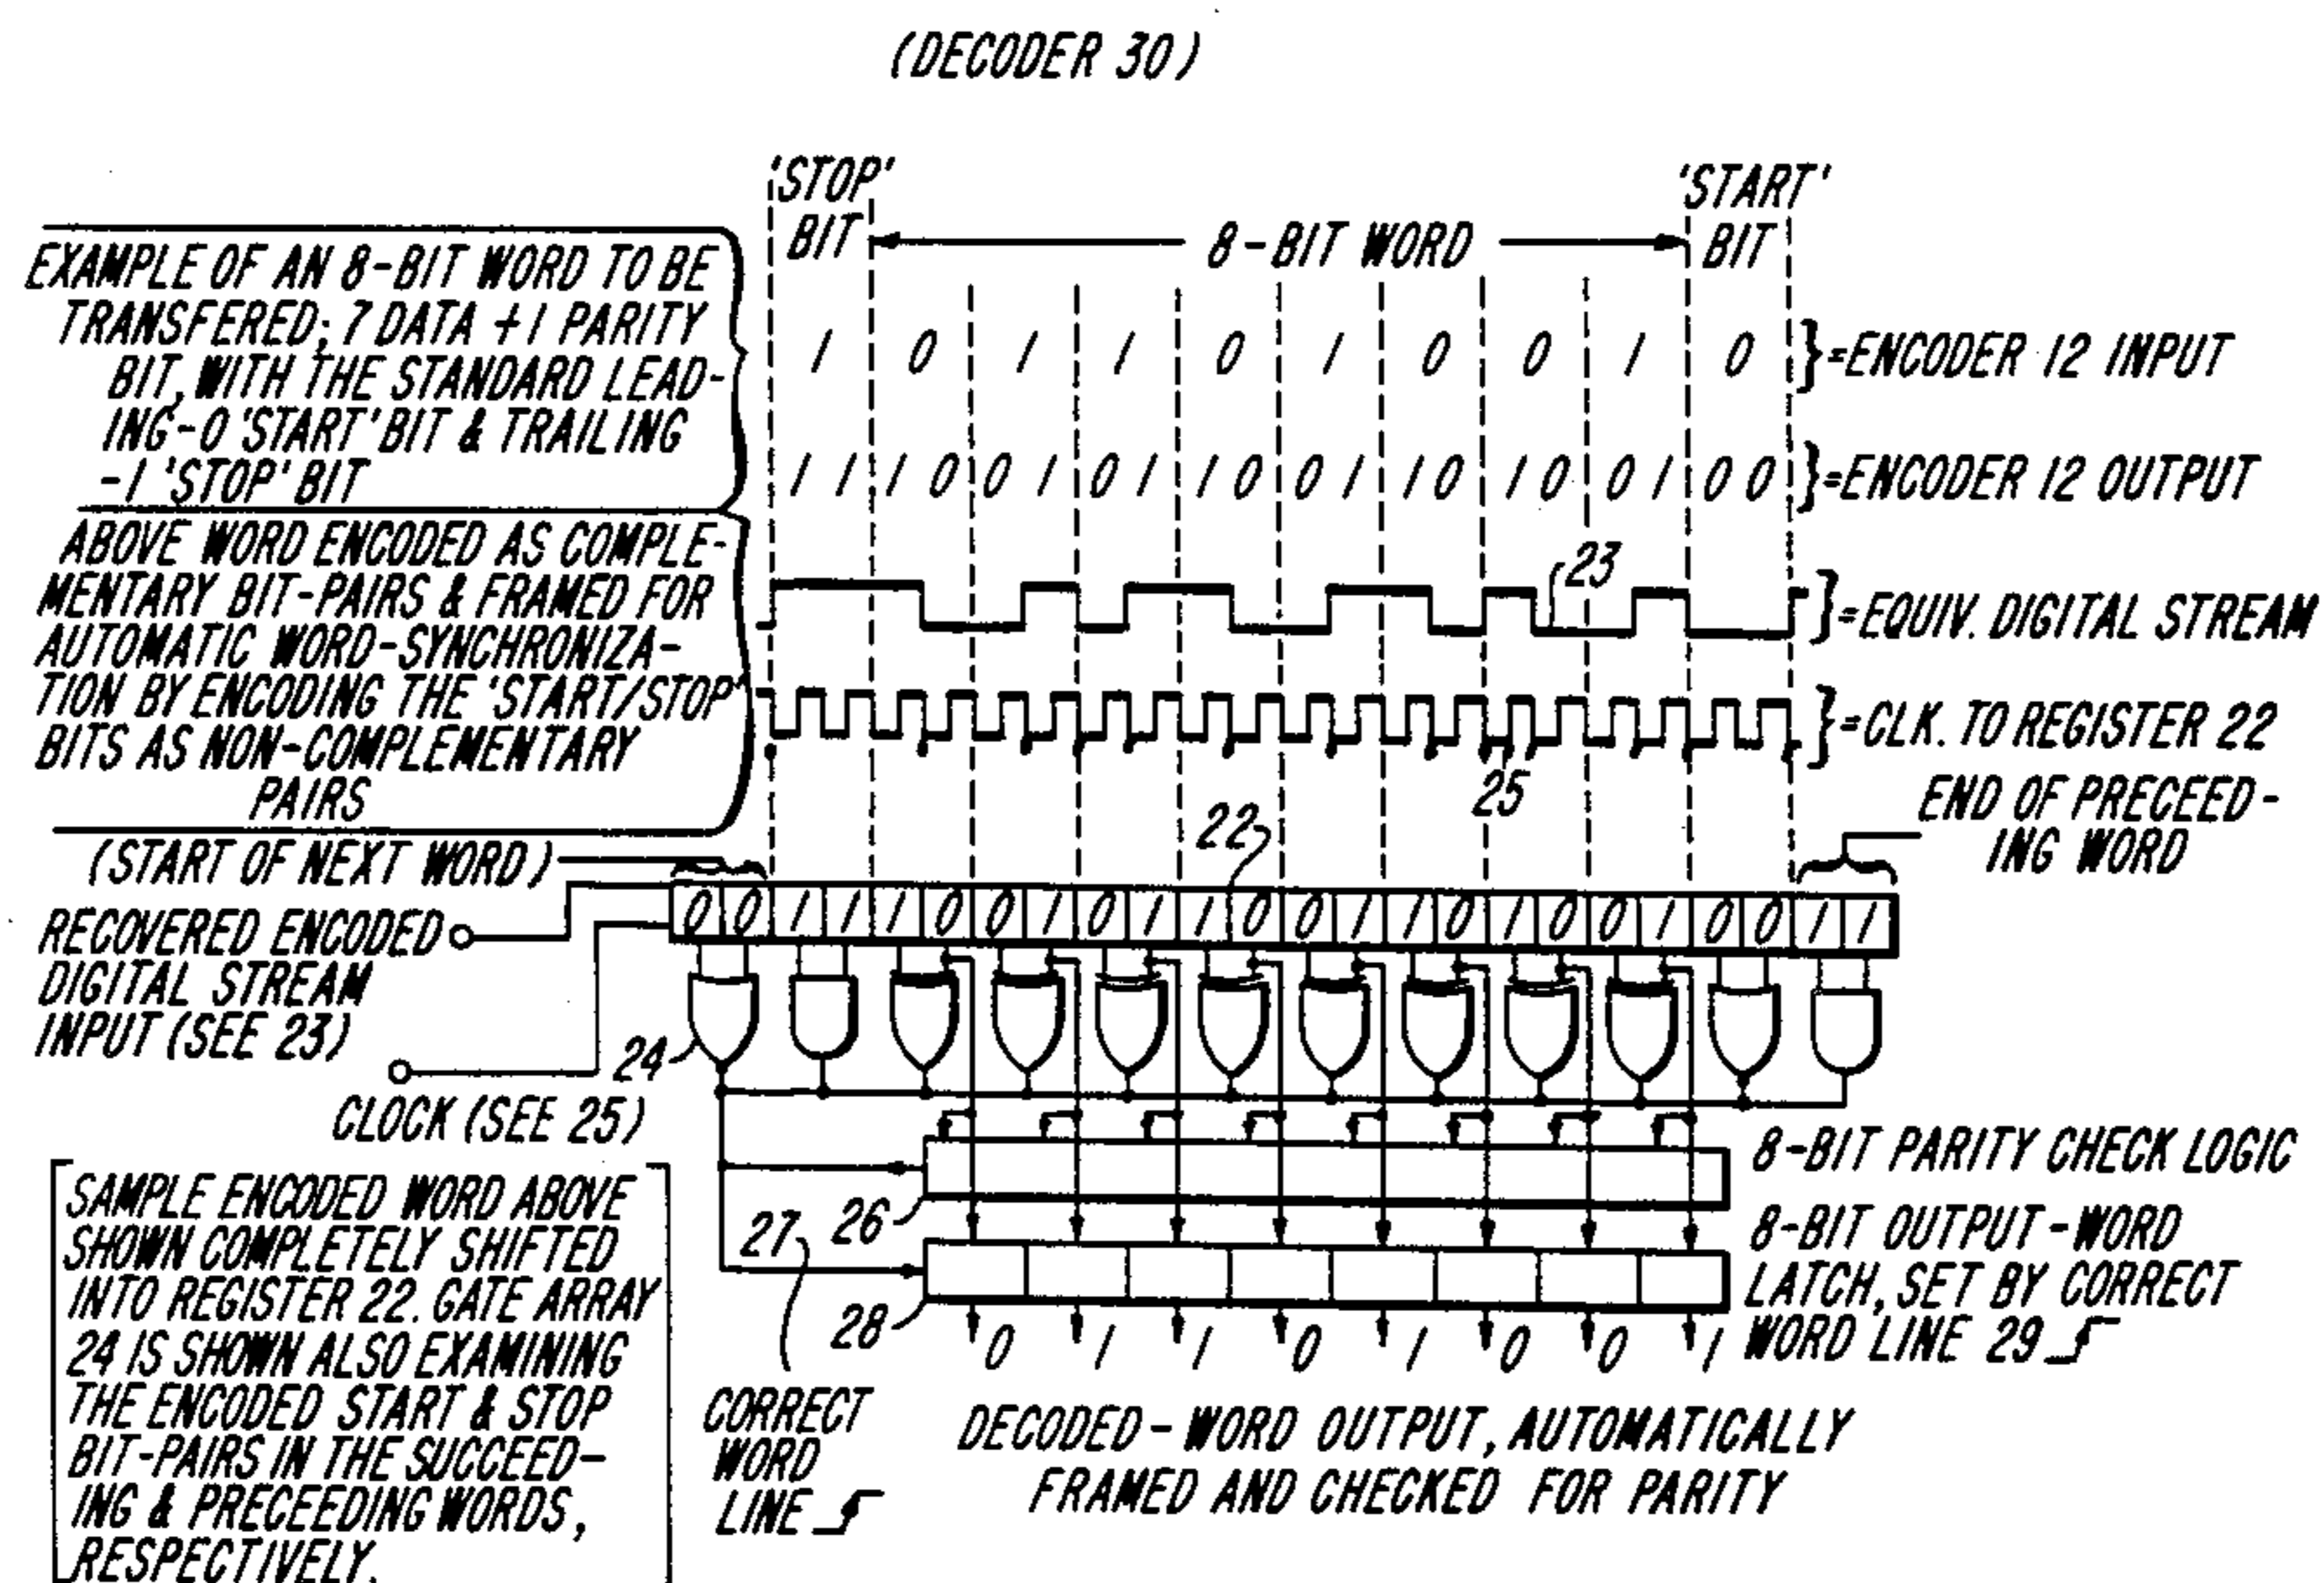 (DECODER 30)
'STOP' BIT
8-BIT WORD
'START' BIT
EXAMPLE OF AN 8-BIT WORD TO BE
TRANSFERED; 7 DATA +1 PARITY
BIT, WITH THE STANDARD LEAD-
ING-0 'START' BIT & TRAILING
-1 'STOP' BIT
1 0 1 1 0 1 0 0 1 0 }=ENCODER 12 INPUT
1 1 1 0 0 1 0 1 1 0 0 1 1 0 1 0 0 1 0 0 }=ENCODER 12 OUTPUT
ABOVE WORD ENCODED AS COMPLE-
MENTARY BIT-PAIRS & FRAMED FOR
AUTOMATIC WORD-SYNCHRONIZA-
TION BY ENCODING THE 'START/STOP'
BITS AS NON-COMPLEMENTARY
PAIRS
23
}=EQUIV. DIGITAL STREAM
}=CLK. TO REGISTER 22
25
22
END OF PRECEED-
ING WORD
(START OF NEXT WORD)
0 0 1 1 1 0 0 1 0 1 1 0 0 1 1 0 1 0 0 1 0 0 1 1
RECOVERED ENCODED
DIGITAL STREAM
INPUT (SEE 23)
24
CLOCK (SEE 25)
8-BIT PARITY CHECK LOGIC
26
27
8-BIT OUTPUT-WORD
LATCH, SET BY CORRECT
WORD LINE 29
28
0 1 1 0 1 0 0 1
SAMPLE ENCODED WORD ABOVE
SHOWN COMPLETELY SHIFTED
INTO REGISTER 22. GATE ARRAY
24 IS SHOWN ALSO EXAMINING
THE ENCODED START & STOP
BIT-PAIRS IN THE SUCCEED-
ING & PRECEEDING WORDS,
RESPECTIVELY.
CORRECT
WORD
LINE
DECODED-WORD OUTPUT, AUTOMATICALLY
FRAMED AND CHECKED FOR PARITY